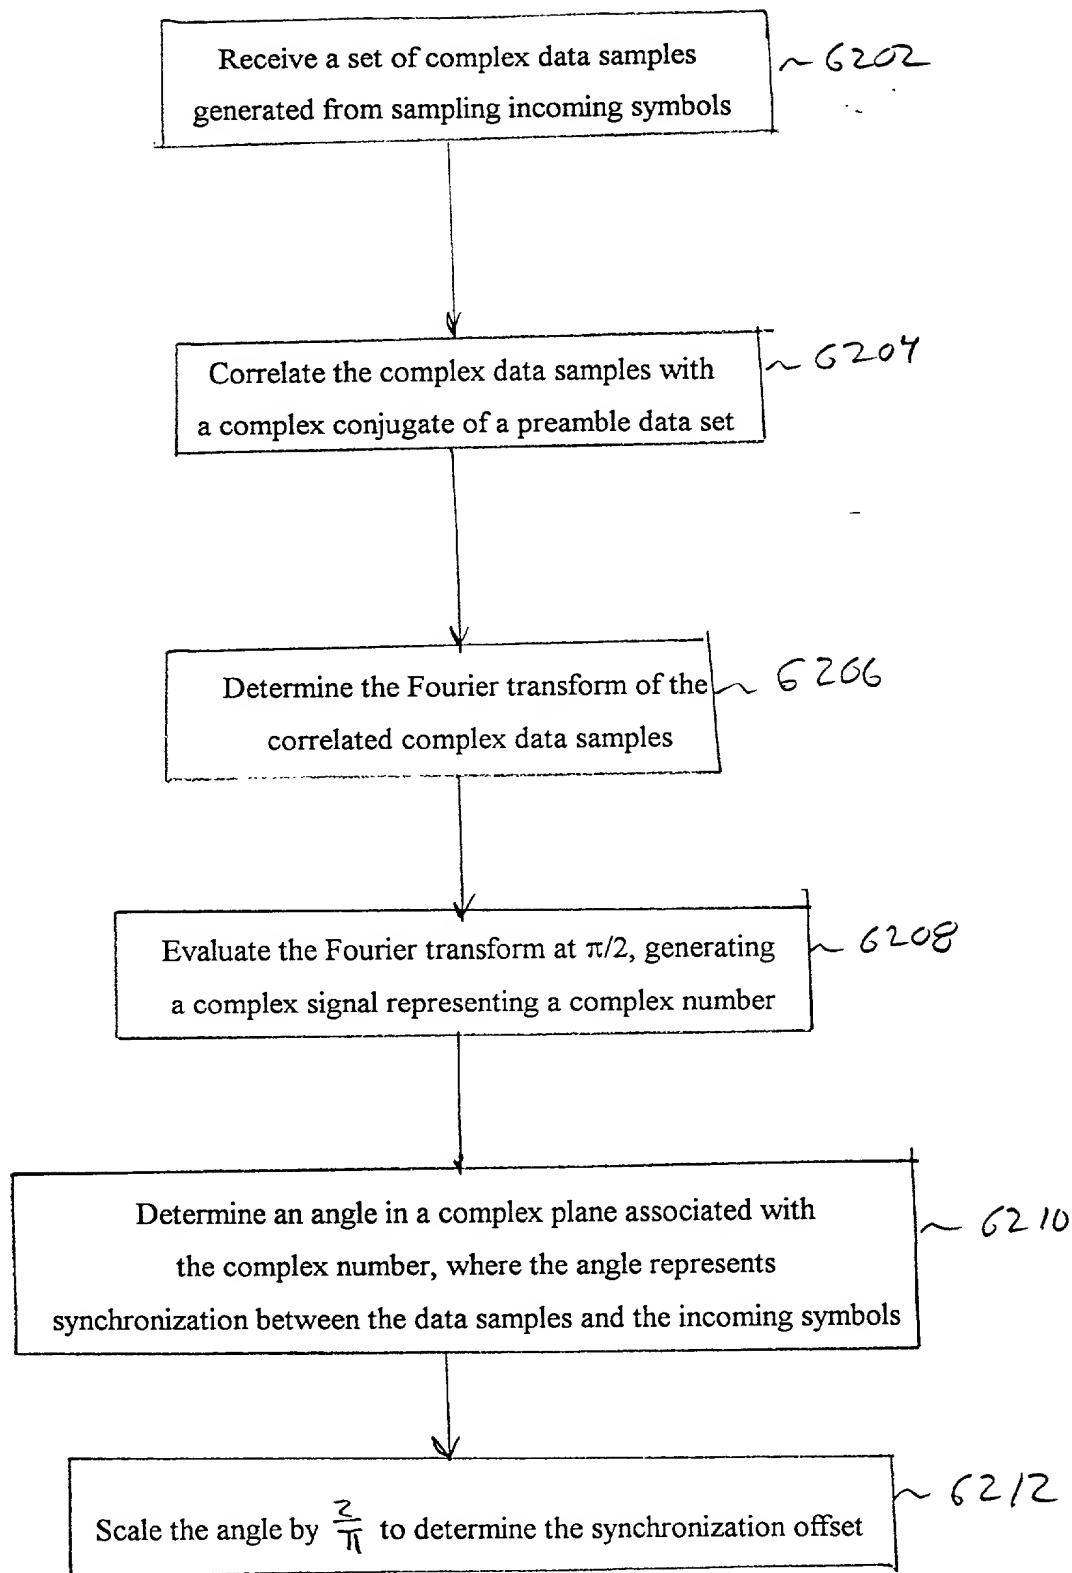 Receive a set of complex data samples
generated from sampling incoming symbols
~ 6202
Correlate the complex data samples with
a complex conjugate of a preamble data set
~ 6204
Determine the Fourier transform of the
correlated complex data samples
~ 6206
Evaluate the Fourier transform at π/2, generating
a complex signal representing a complex number
~ 6208
Determine an angle in a complex plane associated with
the complex number, where the angle represents
synchronization between the data samples and the incoming symbols
~ 6210
Scale the angle by 2/π to determine the synchronization offset
~ 6212